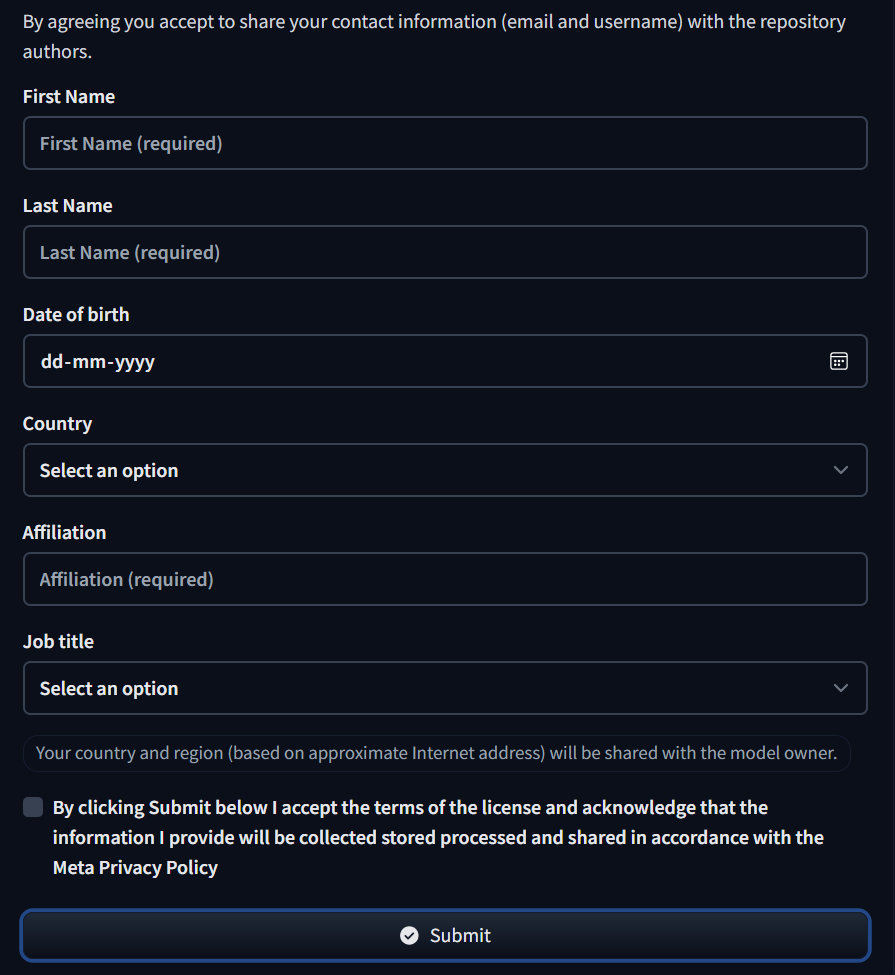 By agreeing you accept to share your contact information (email and username) with the repository
authors.
First Name
First Name (required)
Last Name
Last Name (required)
Date of birth
dd-mm-yyyy
Country
Select an option
Affiliation
Affiliation (required)
Job title
Select an option
Your country and region (based on approximate Internet address) will be shared with the model owner.
By clicking Submit below I accept the terms of the license and acknowledge that the
information I provide will be collected stored processed and shared in accordance with the
Meta Privacy Policy
Submit